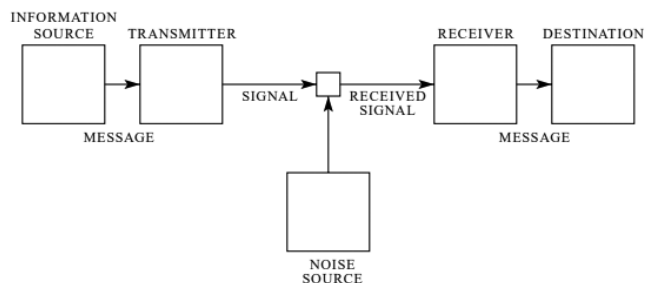 INFORMATION
SOURCE
TRANSMITTER
RECEIVER
DESTINATION
SIGNAL
RECEIVED
SIGNAL
MESSAGE
MESSAGE
NOISE
SOURCE